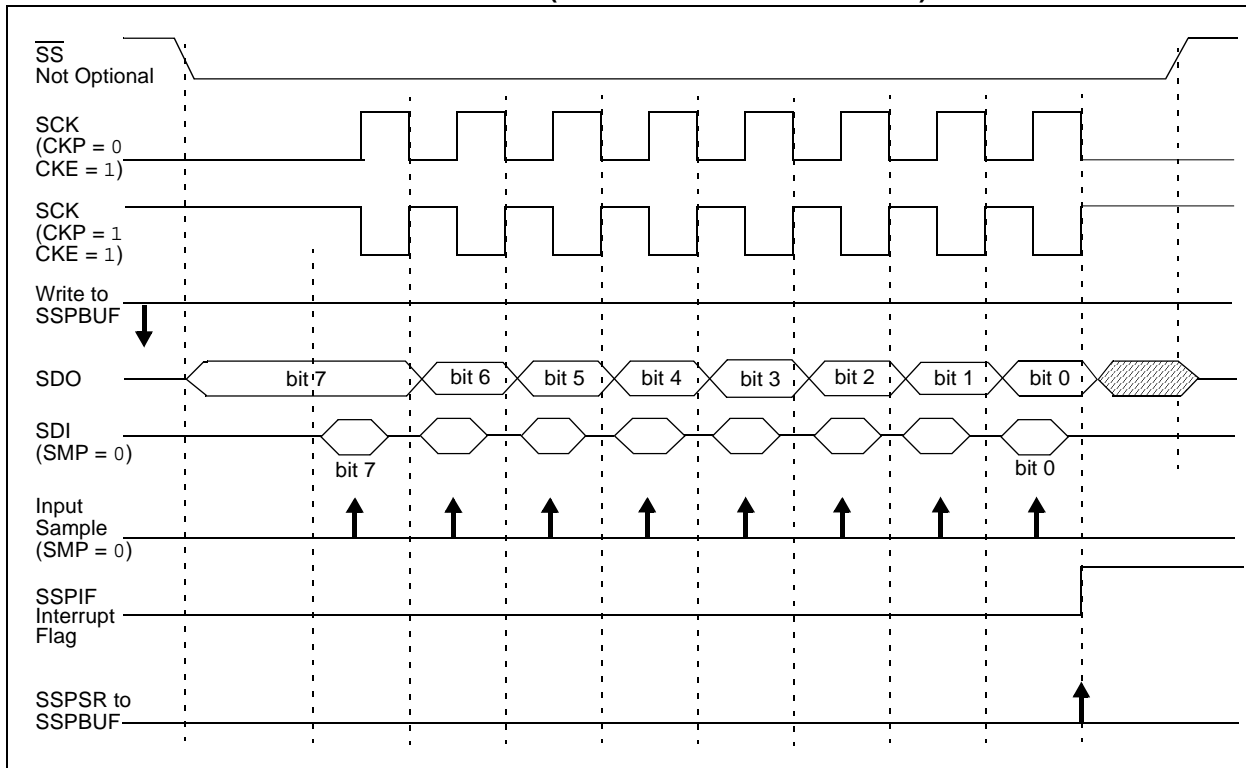 SS
Not Optional
SCK
(CKP = 0
CKE = 1)
SCK
(CKP = 1
CKE = 1)
Write to
SSPBUF
SDO
bit 7
bit 6
bit 5
bit 4
bit 3
bit 2
bit 1
bit 0
SDI
(SMP = 0)
bit 7
bit 0
Input
Sample
(SMP = 0)
SSPIF
Interrupt
Flag
SSPSR to
SSPBUF